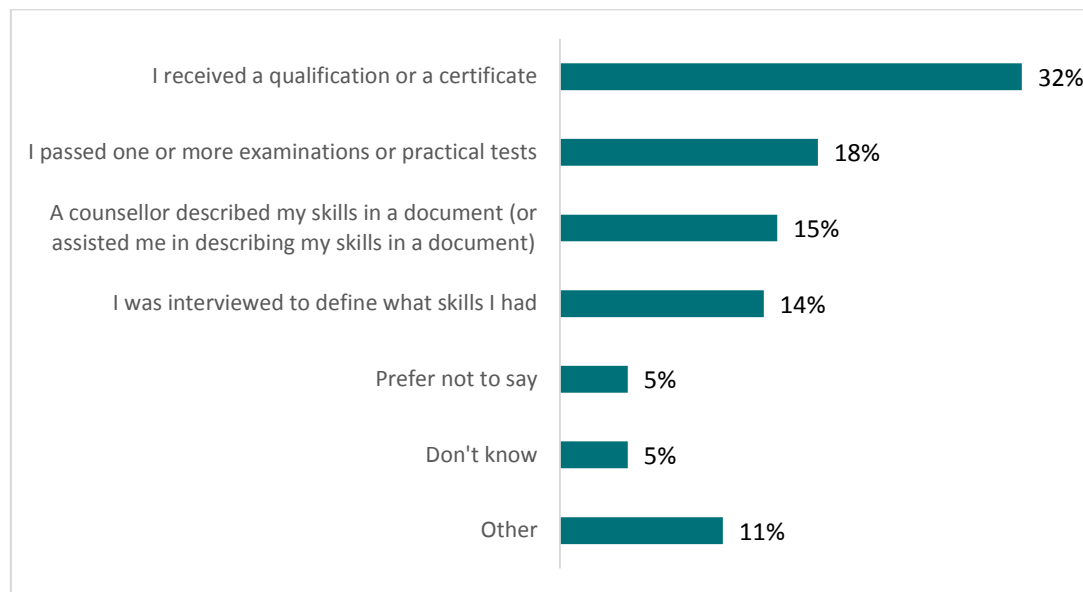 I received a qualification or a certificate
32%
I passed one or more examinations or practical tests
18%
A counsellor described my skills in a document (or
assisted me in describing my skills in a document)
15%
I was interviewed to define what skills I had
14%
Prefer not to say
5%
Don't know
5%
Other
11%